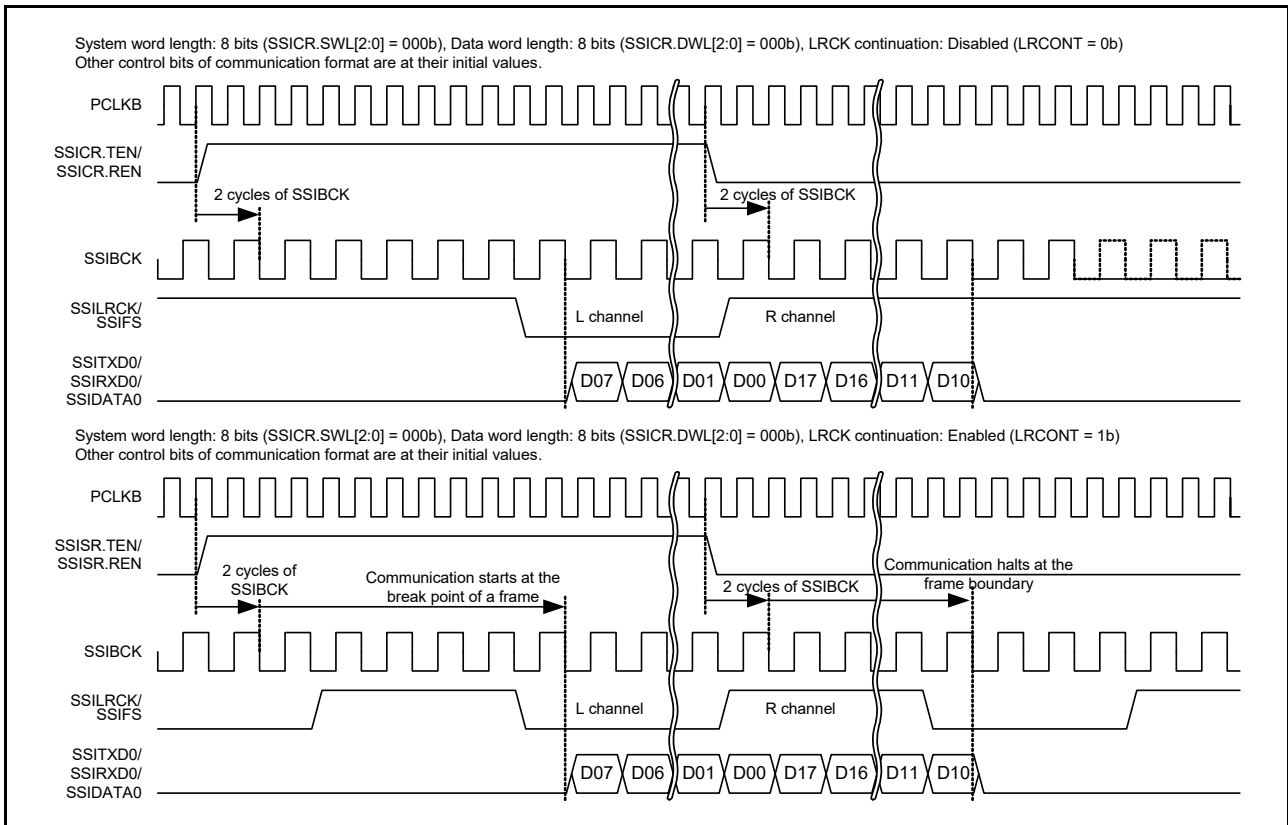 System word length: 8 bits (SSICR.SWL[2:0] = 000b), Data word length: 8 bits (SSICR.DWL[2:0] = 000b), LRCK continuation: Disabled (LRCONT = 0b)
Other control bits of communication format are at their initial values.
PCLKB
SSICR.TEN/
SSICR.REN
2 cycles of SSIBCK
2 cycles of SSIBCK
SSIBCK
SSILRCK/
SSIFS
L channel
R channel
SSITXD0/
SSIRXD0/
SSIDATA0
D07 D06 D01 D00 D17 D16 D11 D10
System word length: 8 bits (SSICR.SWL[2:0] = 000b), Data word length: 8 bits (SSICR.DWL[2:0] = 000b), LRCK continuation: Enabled (LRCONT = 1b)
Other control bits of communication format are at their initial values.
PCLKB
SSISR.TEN/
SSISR.REN
2 cycles of
SSIBCK
Communication starts at the
break point of a frame
2 cycles of SSIBCK
Communication halts at the
frame boundary
SSIBCK
SSILRCK/
SSIFS
L channel
R channel
SSITXD0/
SSIRXD0/
SSIDATA0
D07 D06 D01 D00 D17 D16 D11 D10